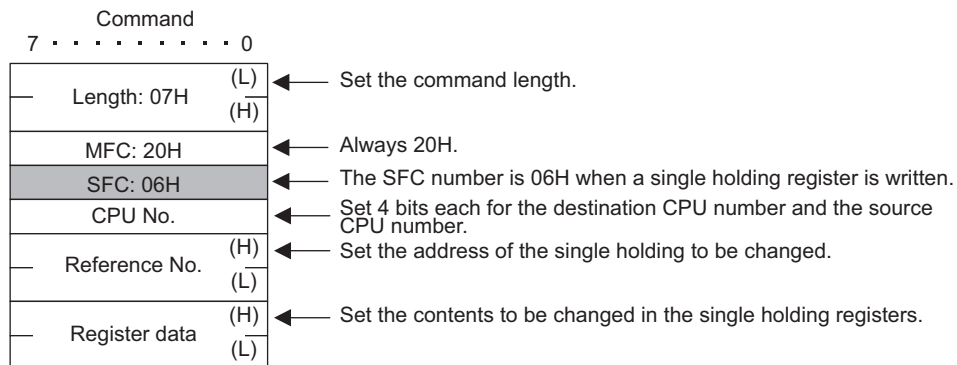 Command
7 · · · · · · · · · 0
(L) Set the command length.
Length: 07H
(H)
MFC: 20H Always 20H.
SFC: 06H The SFC number is 06H when a single holding register is written.
CPU No. Set 4 bits each for the destination CPU number and the source
CPU number.
(H) Set the address of the single holding to be changed.
Reference No.
(L)
(H) Set the contents to be changed in the single holding registers.
Register data
(L)